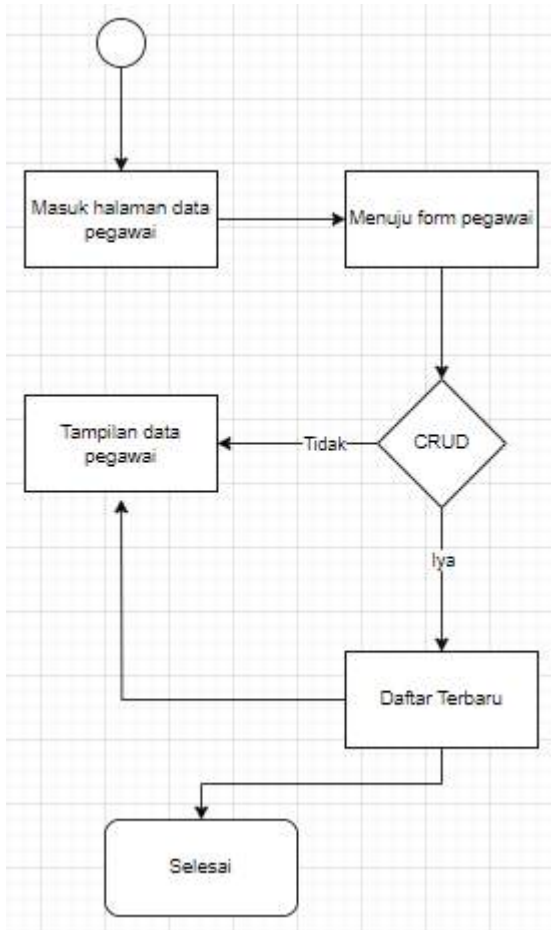 Masuk halaman data
pegawai
Menuju form pegawai
Tampilan data
pegawai
Tidak
CRUD
Iya
Daftar Terbaru
Selesai